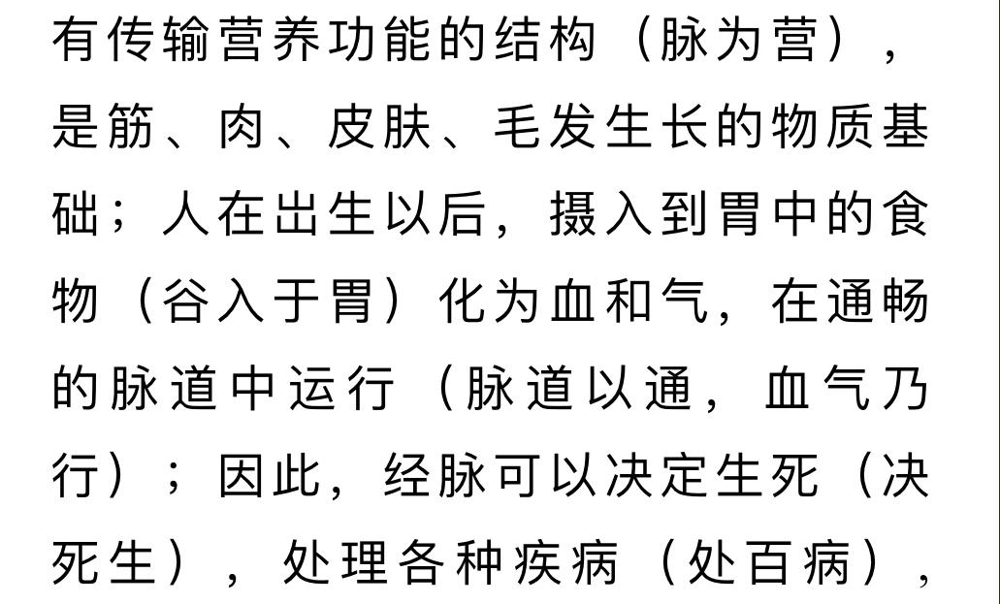 有传输营养功能的结构（脉为营），
是筋、肉、皮肤、毛发生长的物质基
础；人在出生以后，摄入到胃中的食
物（谷入于胃）化为血和气，在通畅
的脉道中运行（脉道以通，血气乃
行）；因此，经脉可以决定生死（决
死生），处理各种疾病（处百病），